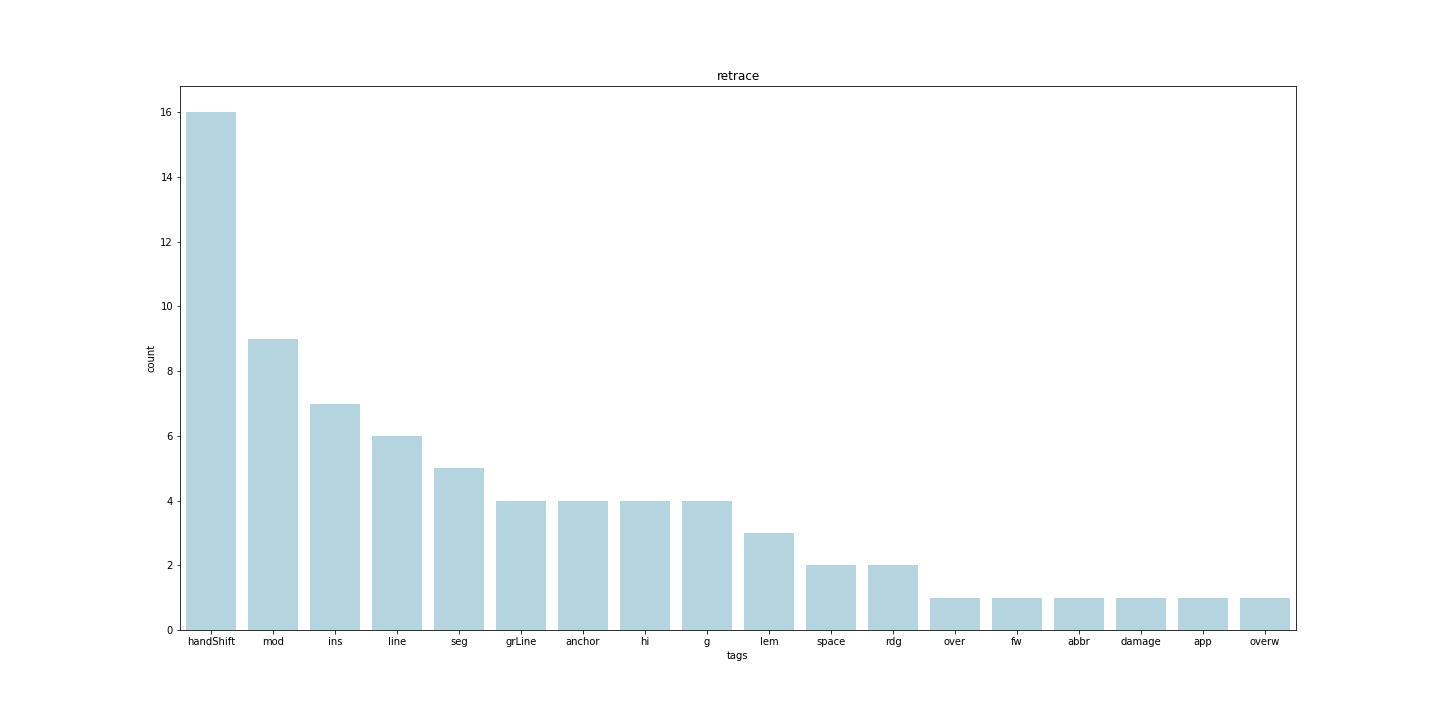 retrace
16
14
12
10
8
6
4
2
0
count
handShift mod ins line seg grLine anchor hi g lem space rdg over fw abbr damage app overw
tags